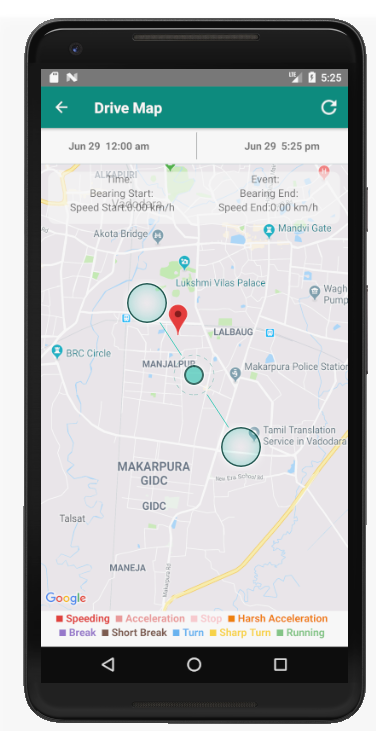 5:25
Drive Map
Jun 29 12:00 am
Jun 29 5:25 pm
ALKAPURI
Time:
Event:
Bearing Start:
Bearing End:
Vadodara
Speed Start:0.00 km/h
Speed End:0.00 km/h
Akota Bridge
Mandvi Gate
Lukshmi Vilas Palace
Wagh
Pump
LALBAUG
BRC Circle
MANJALPUR
Makarpura Police Station
Tamil Translation
Service in Vadodara
MAKARPURA
GIDC
New Era School Rd
GIDC
Talsat
MANEJA
Makarpura Rd
Google
Speeding Acceleration Stop Harsh Acceleration
Break Short Break Turn Sharp Turn Running